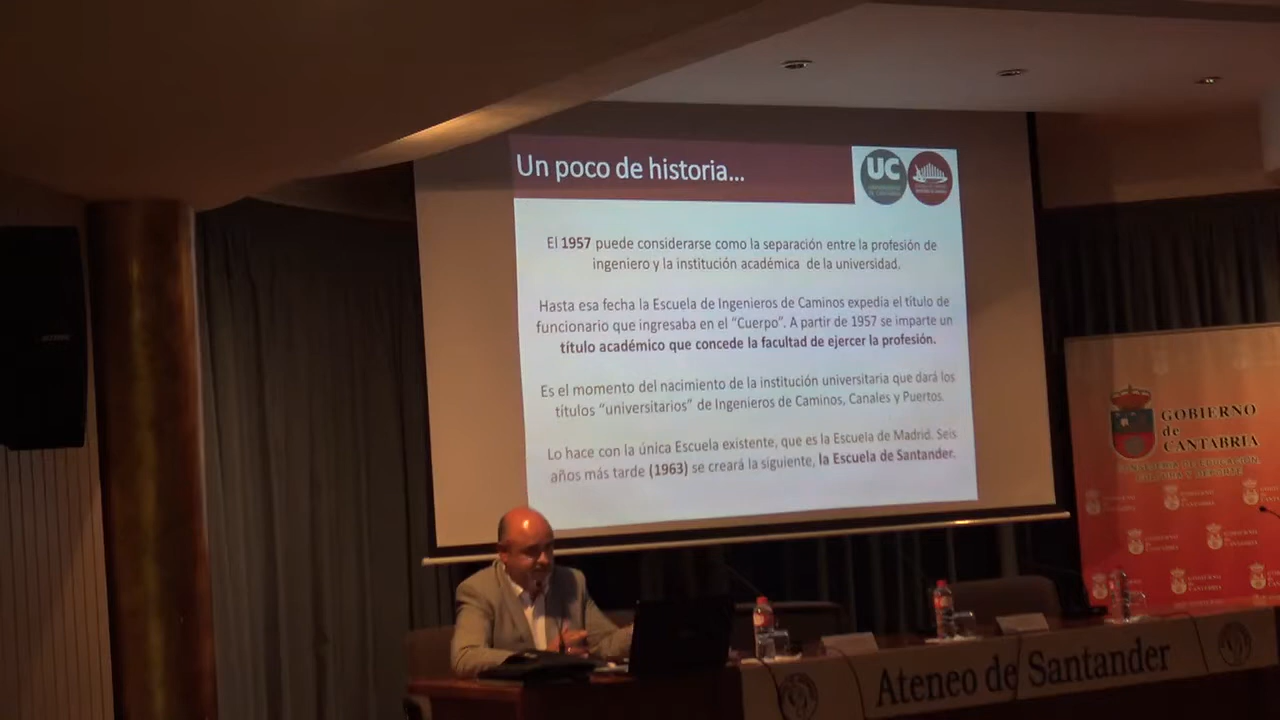 Un poco de historia...
UC
El 1957 puede considerarse como la separación entre la profesión de
ingeniero y la institución académica de la universidad.
Hasta esa fecha la Escuela de Ingenieros de Caminos expedía el título de
funcionario que ingresaba en el “Cuerpo”. A partir de 1957 se imparte un
título académico que concede la facultad de ejercer la profesión.
Es el momento del nacimiento de la institución universitaria que dará los
títulos “universitarios” de Ingenieros de Caminos, Canales y Puertos.
Lo hace con la única Escuela existente, que es la Escuela de Madrid. Seis
años más tarde (1963) se creará la siguiente, la Escuela de Santander.
GOBIERNO
de
CANTABRIA
CONSEJERÍA DE EDUCACIÓN,
CULTURA Y DEPORTE
Ateneo de Santander